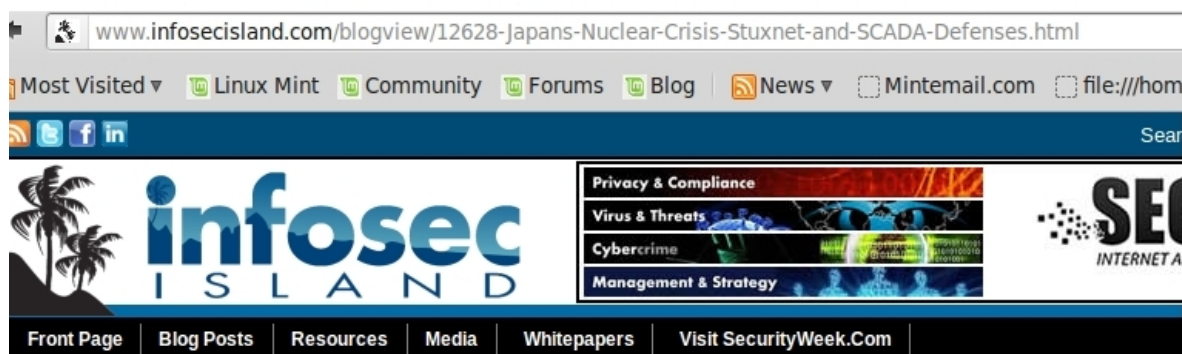 www.infosecisland.com/blogview/12628-Japans-Nuclear-Crisis-Stuxnet-and-SCADA-Defenses.html
Most Visited Linux Mint Community Forums Blog News Mintemail.com file:///hom
Sear
infosec
ISLAND
Privacy & Compliance
Virus & Threats
Cybercrime
Management & Strategy
SEC
INTERNET A
Front Page Blog Posts Resources Media Whitepapers Visit SecurityWeek.Com